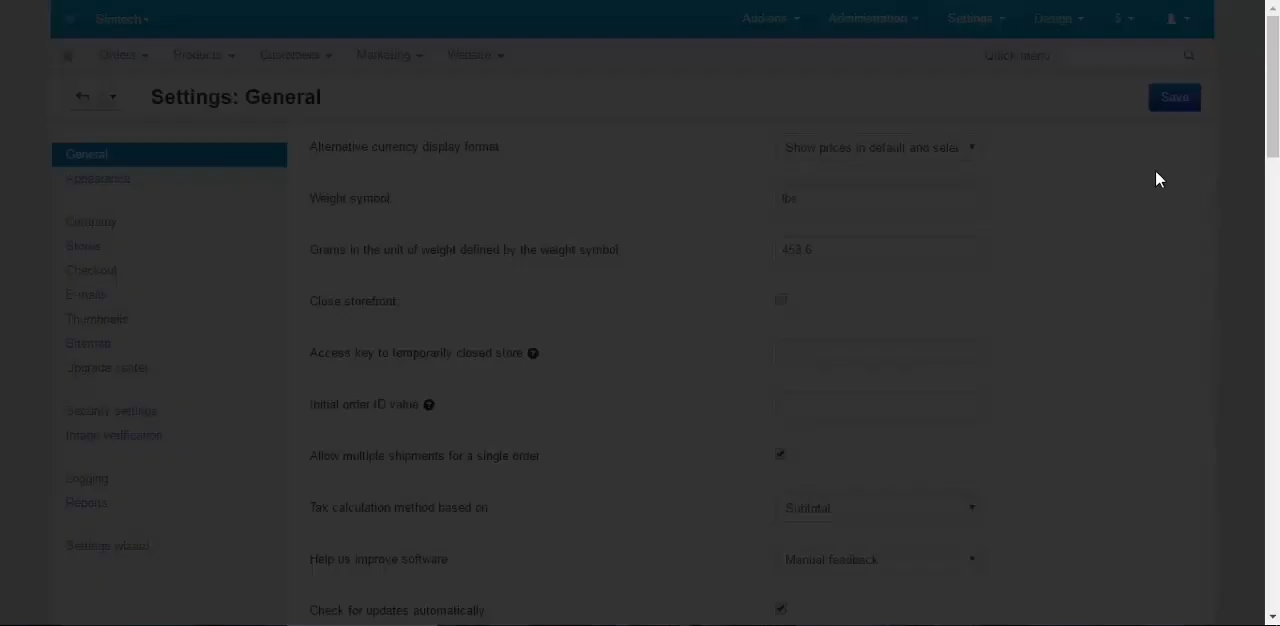 Simtech
Add-ons Administration Settings Design $
Orders Products Customers Marketing Website Quick menu
Settings: General
Save
General
Appearance
Company
Stores
Checkout
E-mails
Thumbnails
Sitemap
Upgrade center
Security settings
Image verification
Logging
Reports
Settings wizard
Alternative currency display format Show prices in default and selec
Weight symbol lbs
Grams in the unit of weight defined by the weight symbol 453.6
Close storefront
Access key to temporarily closed store ?
Initial order ID value ?
Allow multiple shipments for a single order
Tax calculation method based on Subtotal
Help us improve software Manual feedback
Check for updates automatically